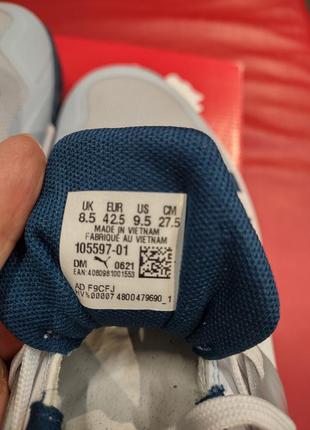 UK EUR US CM
8.5 42.5 9.5 27.5
MADE IN VIETNAM
FABRIQUE AU VIETNAM
105597-01
DM 0621
EAN:4060981001553
AD F9CFJ
4800479690_1